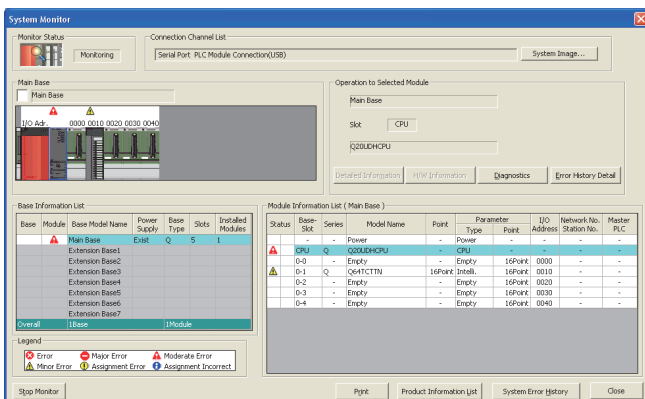 System Monitor
Monitor Status
Monitoring
Connection Channel List
Serial Port PLC Module Connection(USB)
System Image...
Main Base
Main Base
I/O Adr. 0000 0010 0020 0030 0040
Operation to Selected Module
Main Base
Slot CPU
Q20UDHCPU
Detailed Information H/W Information Diagnostics Error History Detail
Base Information List
Base Module Base Model Name Power Supply Base Type Slots Installed Modules
Main Base Exist Q 5 1
Extension Base1
Extension Base2
Extension Base3
Extension Base4
Extension Base5
Extension Base6
Extension Base7
Overall 1Base 1Module
Module Information List ( Main Base )
Status Base-Slot Series Model Name Point Parameter Type Point I/O Address Network No. Station No. Master PLC
- - Power - Power - - - -
CPU Q Q20UDHCPU - CPU - - - -
0-0 - Empty - Empty 16Point 0000 - -
0-1 Q Q64TCTTN 16Point Intelli. 16Point 0010 - -
0-2 - Empty - Empty 16Point 0020 - -
0-3 - Empty - Empty 16Point 0030 - -
0-4 - Empty - Empty 16Point 0040 - -
Legend
Error Major Error Moderate Error
Minor Error Assignment Error Assignment Incorrect
Stop Monitor Print Product Information List System Error History Close